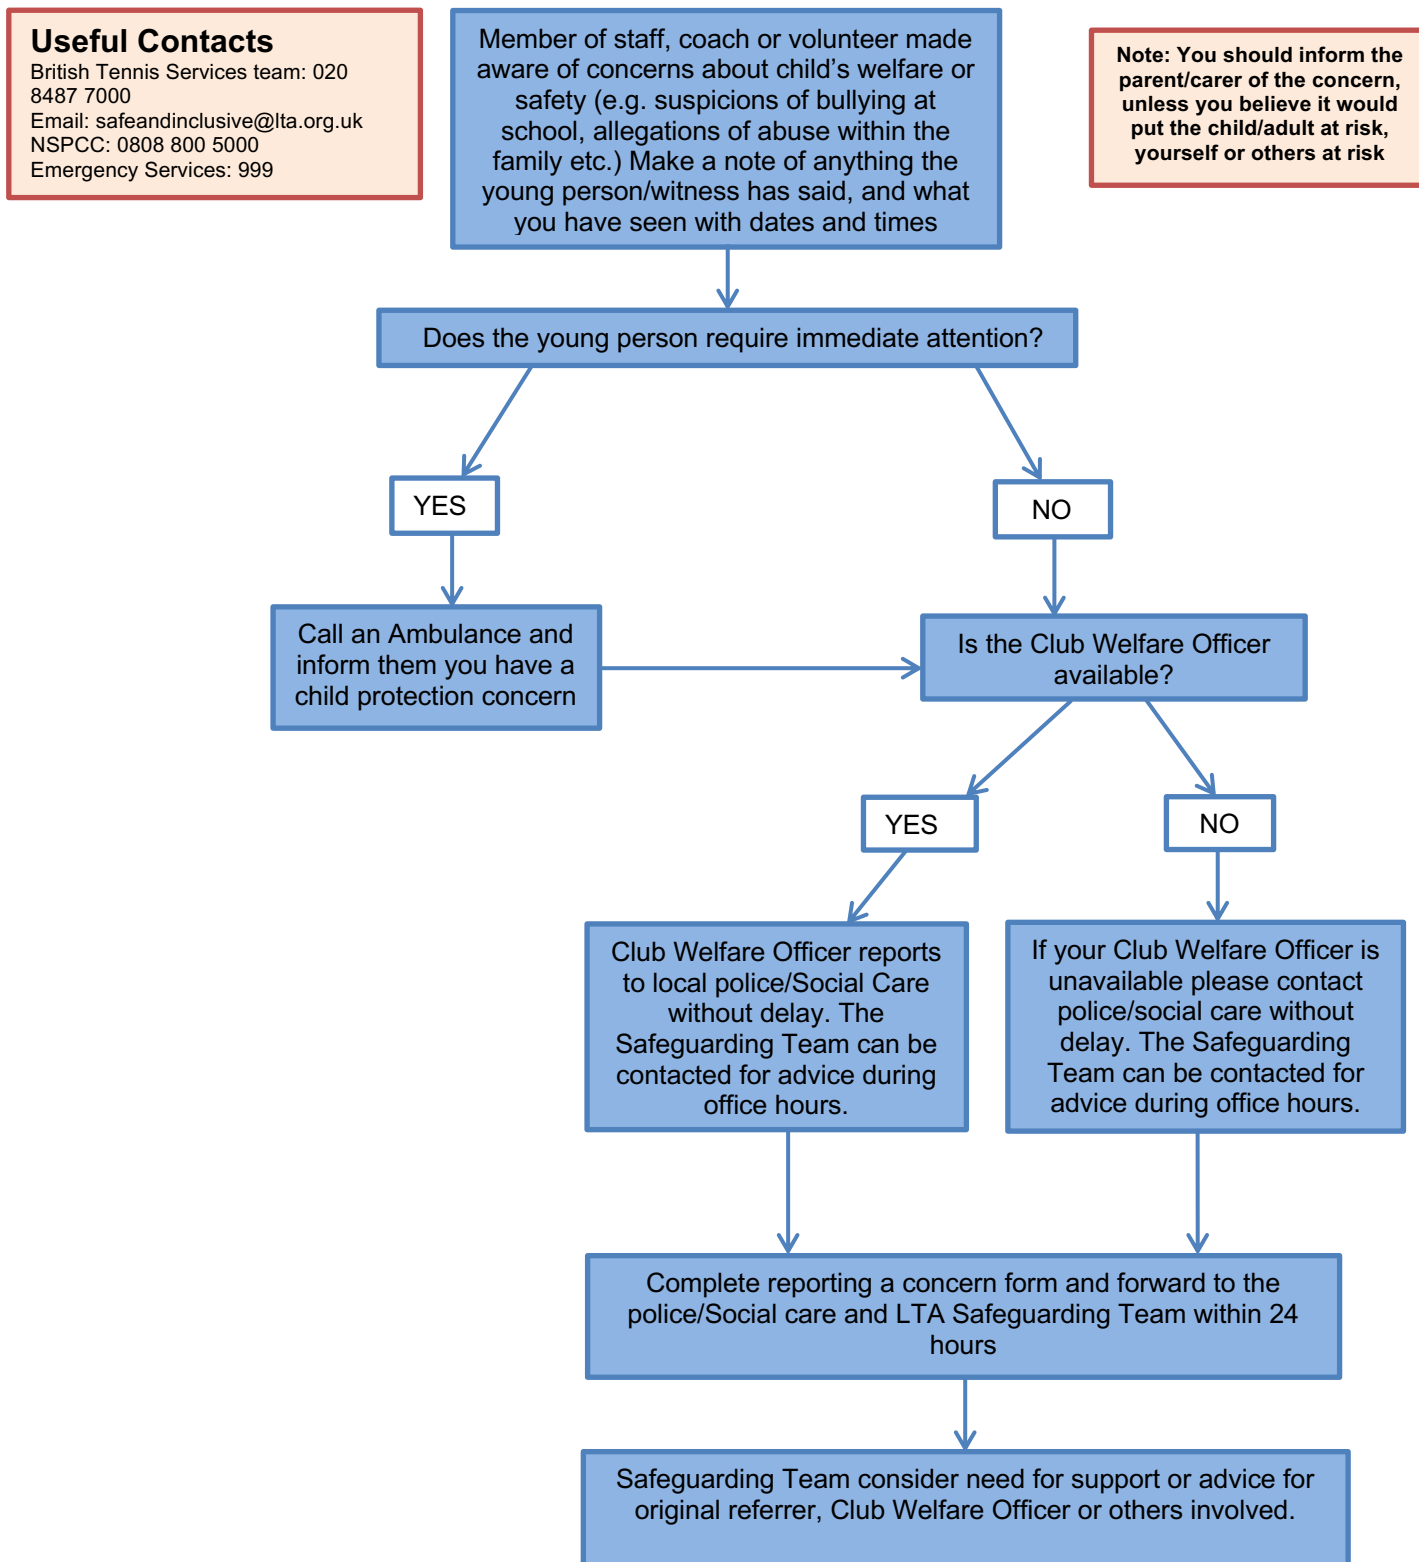 Useful Contacts
British Tennis Services team: 020
8487 7000
Email: safeandinclusive@lta.org.uk
NSPCC: 0808 800 5000
Emergency Services: 999
Member of staff, coach or volunteer made
aware of concerns about child's welfare or
safety (e.g. suspicions of bullying at
school, allegations of abuse within the
family etc.) Make a note of anything the
young person/witness has said, and what
you have seen with dates and times
Note: You should inform the
parent/carer of the concern,
unless you believe it would
put the child/adult at risk,
yourself or others at risk
Does the young person require immediate attention?
YES
NO
Call an Ambulance and
inform them you have a
child protection concern
Is the Club Welfare Officer
available?
YES
NO
Club Welfare Officer reports
to local police/Social Care
without delay. The
Safeguarding Team can be
contacted for advice during
office hours.
If your Club Welfare Officer is
unavailable please contact
police/social care without
delay. The Safeguarding
Team can be contacted for
advice during office hours.
Complete reporting a concern form and forward to the
police/Social care and LTA Safeguarding Team within 24
hours
Safeguarding Team consider need for support or advice for
original referrer, Club Welfare Officer or others involved.